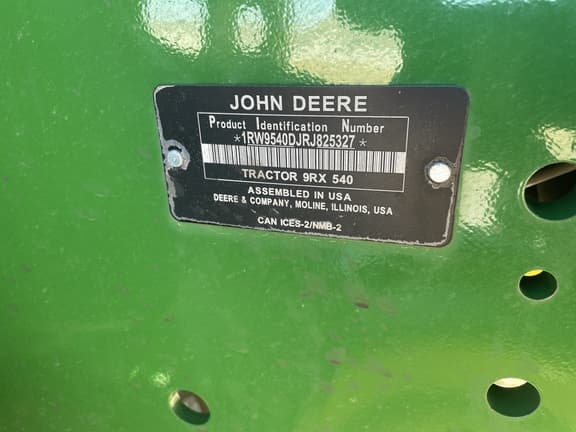 JOHN DEERE
Product Identification Number
*1RW9540DJRJ825327*
TRACTOR 9RX 540
ASSEMBLED IN USA
DEERE & COMPANY, MOLINE, ILLINOIS, USA
CAN ICES-2/NMB-2